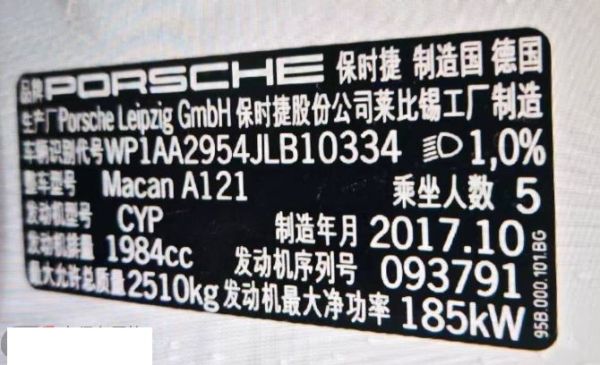 品牌 PORSCHE 保时捷 制造国 德国
生产厂 Porsche Leipzig GmbH 保时捷股份公司莱比锡工厂制造
车辆识别代号 WP1AA2954JLB10334 1,0%
整车型号 Macan A121 乘坐人数 5
发动机型号 CYP 制造年月 2017.10
发动机排量 1984cc 发动机序列号 093791
最大允许总质量 2510kg 发动机最大净功率 185kW
95B.000.101.BG